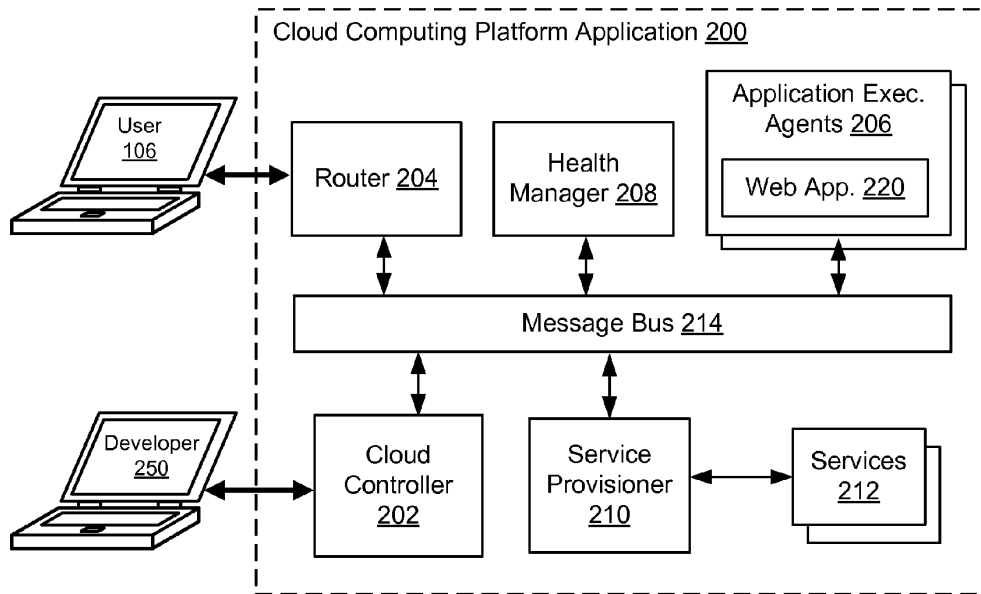 Cloud Computing Platform Application 200
User
106
Router 204
Health
Manager 208
Application Exec.
Agents 206
Web App. 220
Message Bus 214
Developer
250
Cloud
Controller
202
Service
Provisioner
210
Services
212